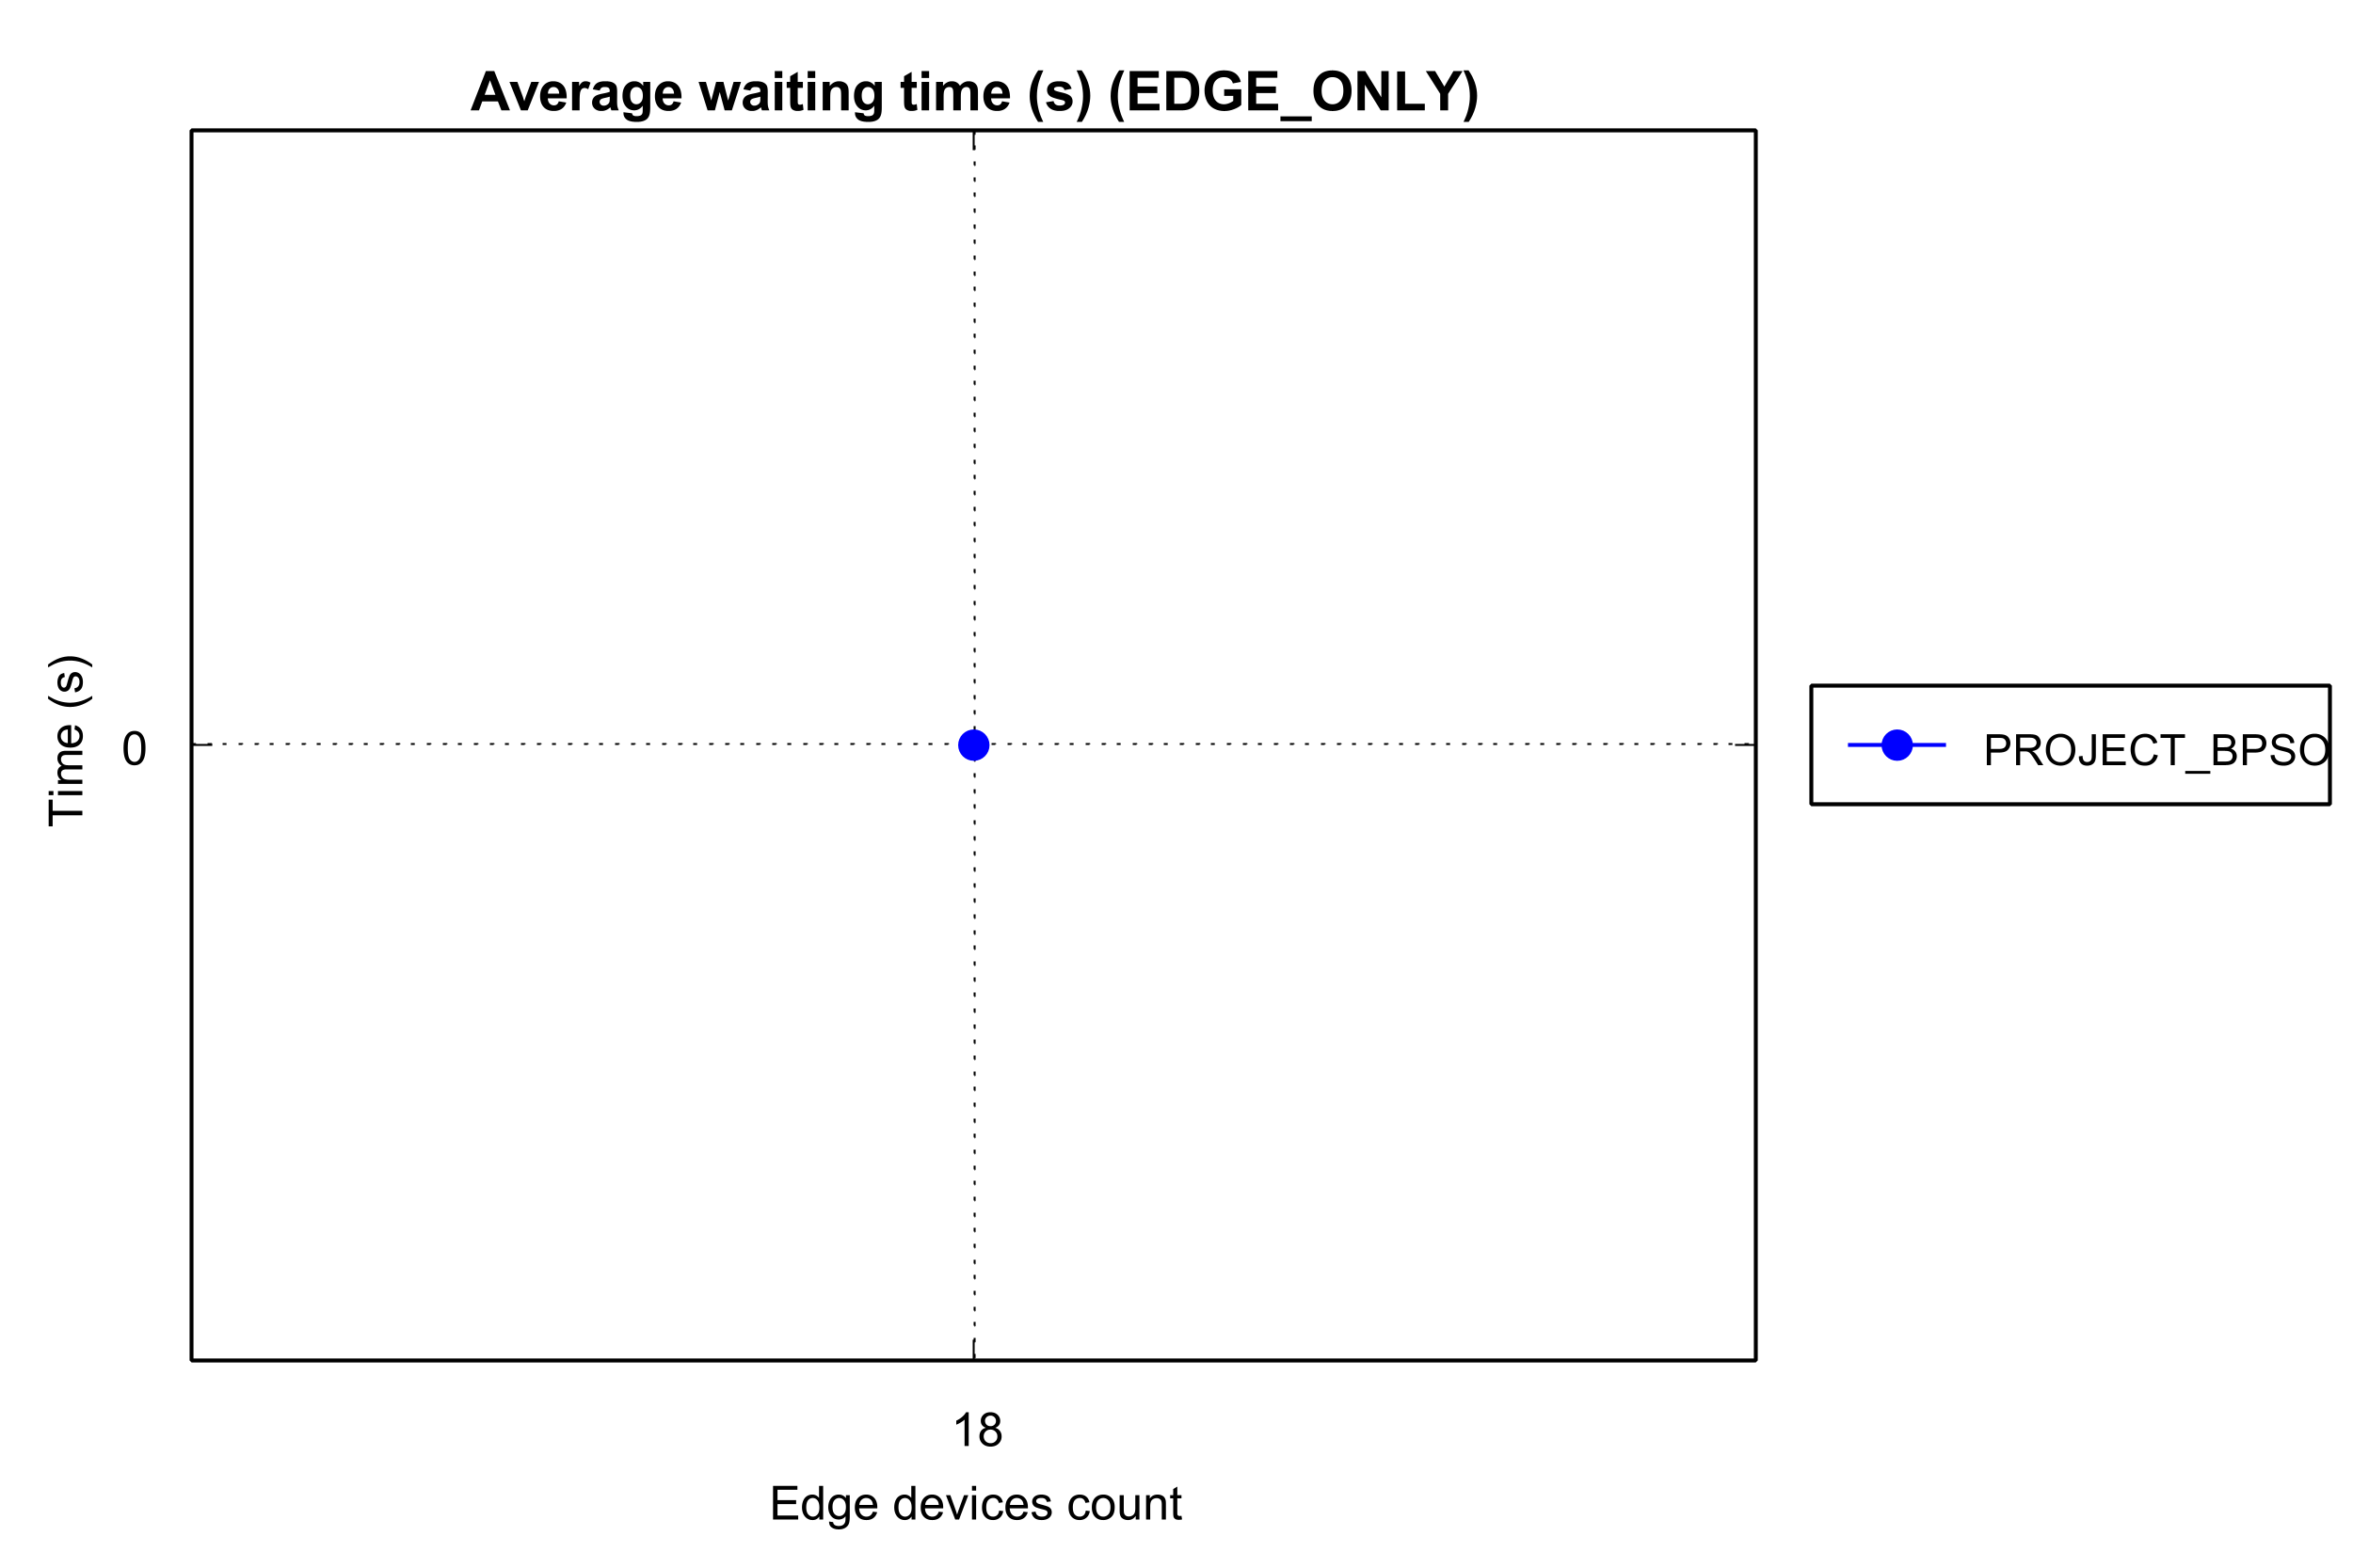 Average waiting time (s) (EDGE_ONLY)
Time (s)
0
PROJECT_BPSO
18
Edge devices count